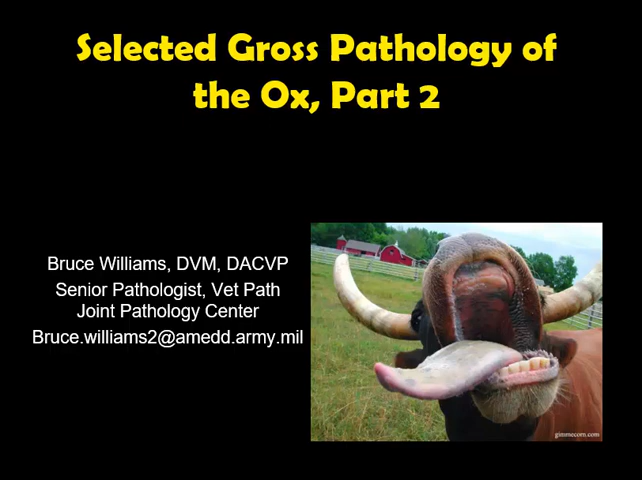 Selected Gross Pathology of
the Ox, Part 2
Bruce Williams, DVM, DACVP
Senior Pathologist, Vet Path
Joint Pathology Center
Bruce.williams2@amedd.army.mil
gimmecorn.com